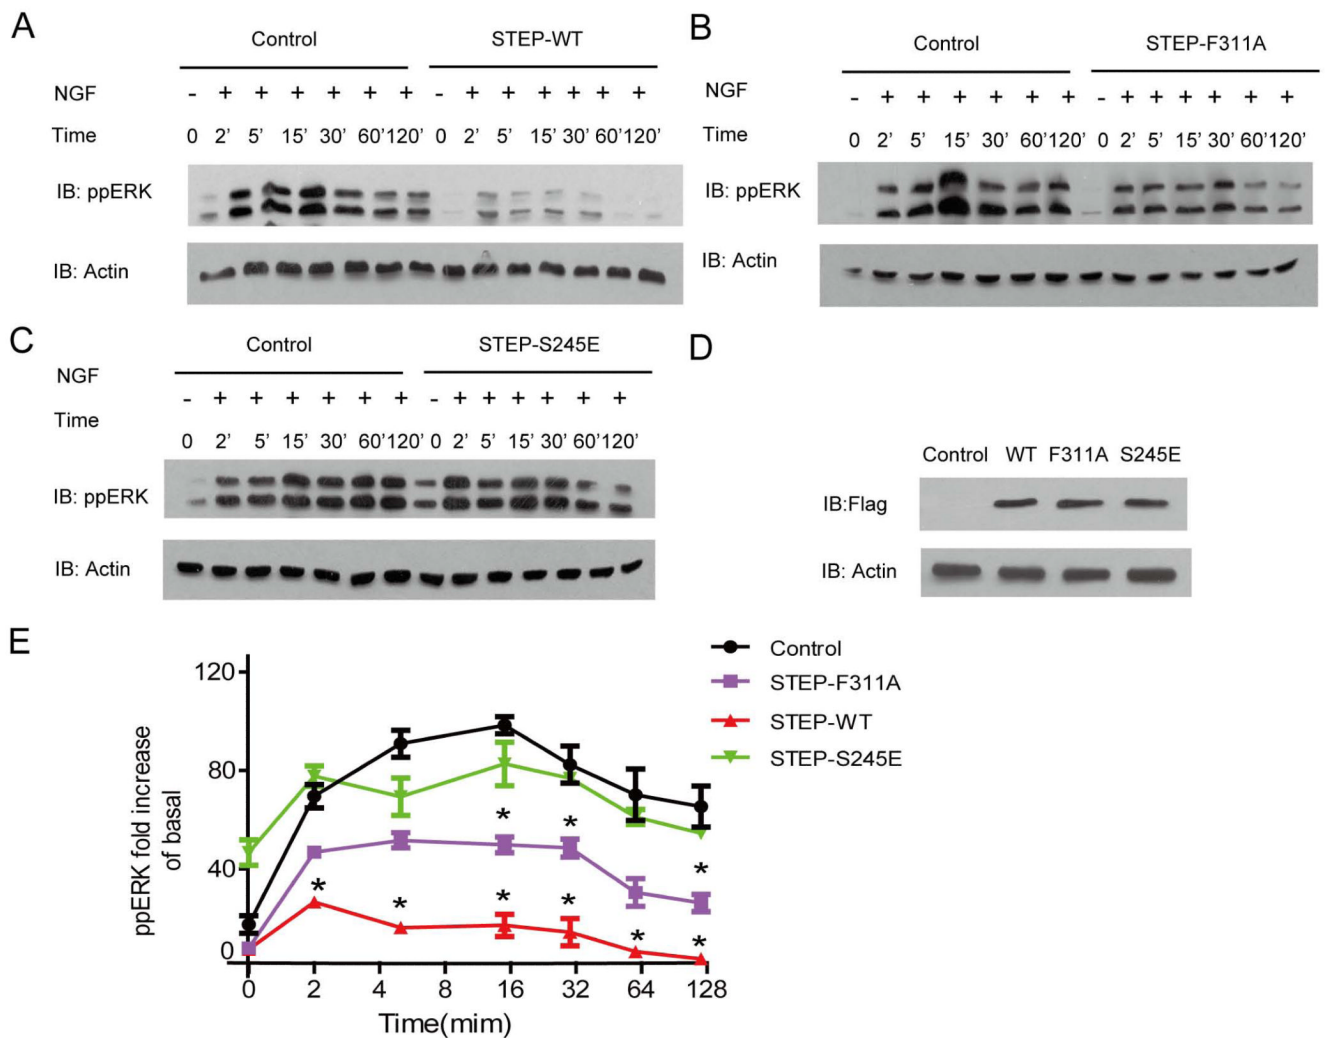 A
Control STEP-WT
NGF - + + + + + + - + + + + + +
Time 0 2' 5' 15' 30' 60' 120' 0 2' 5' 15' 30' 60' 120'
IB: ppERK
IB: Actin
B
Control STEP-F311A
NGF - + + + + + + - + + + + + +
Time 0 2' 5' 15' 30' 60' 120' 0 2' 5' 15' 30' 60' 120'
IB: ppERK
IB: Actin
C
Control STEP-S245E
NGF
- + + + + + + - + + + + + +
Time
0 2' 5' 15' 30' 60' 120' 0 2' 5' 15' 30' 60' 120'
IB: ppERK
IB: Actin
D
Control WT F311A S245E
IB:Flag
IB: Actin
E
Control
STEP-F311A
STEP-WT
STEP-S245E
ppERK fold increase
of basal
120
80
40
0
* *
*
* * * *
* *
0 2 4 8 16 32 64 128
Time(mim)